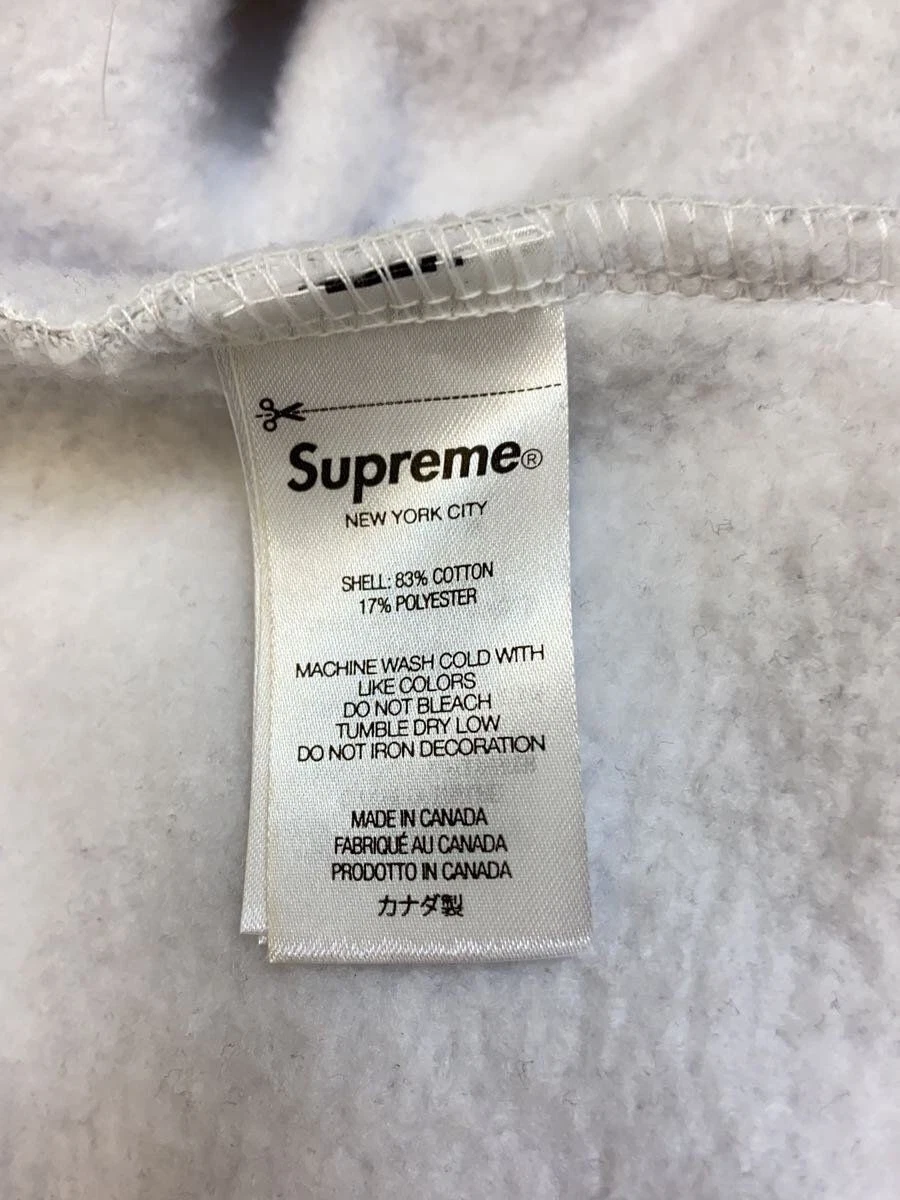 Supreme®
NEW YORK CITY
SHELL: 83% COTTON
17% POLYESTER
MACHINE WASH COLD WITH
LIKE COLORS
DO NOT BLEACH
TUMBLE DRY LOW
DO NOT IRON DECORATION
MADE IN CANADA
FABRIQUÉ AU CANADA
PRODOTTO IN CANADA
カナダ製